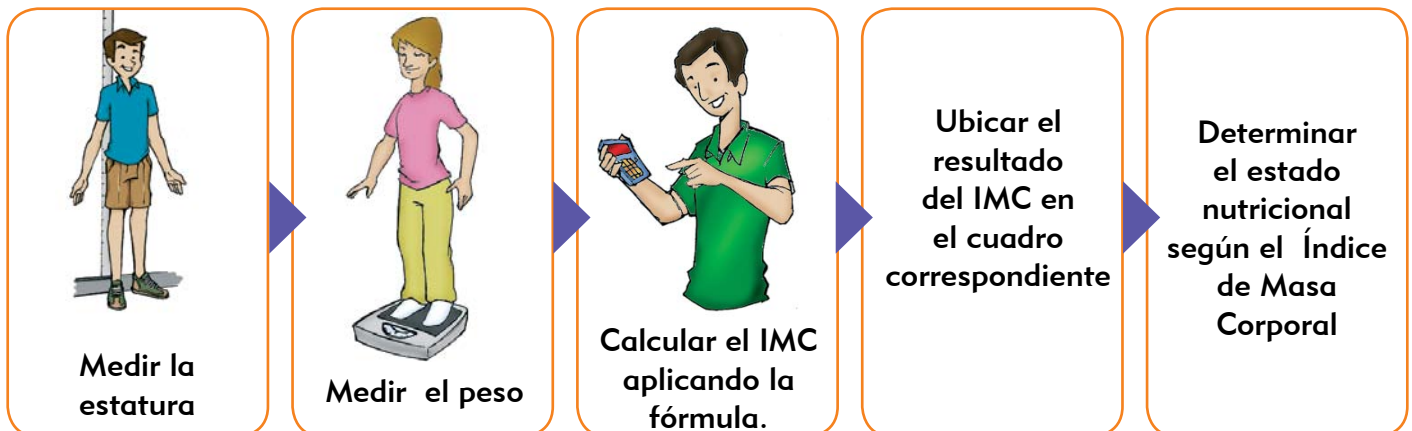 Medir la
estatura
Medir el peso
Calcular el IMC
aplicando la
fórmula.
Ubicar el
resultado
del IMC en
el cuadro
correspondiente
Determinar
el estado
nutricional
según el Índice
de Masa
Corporal